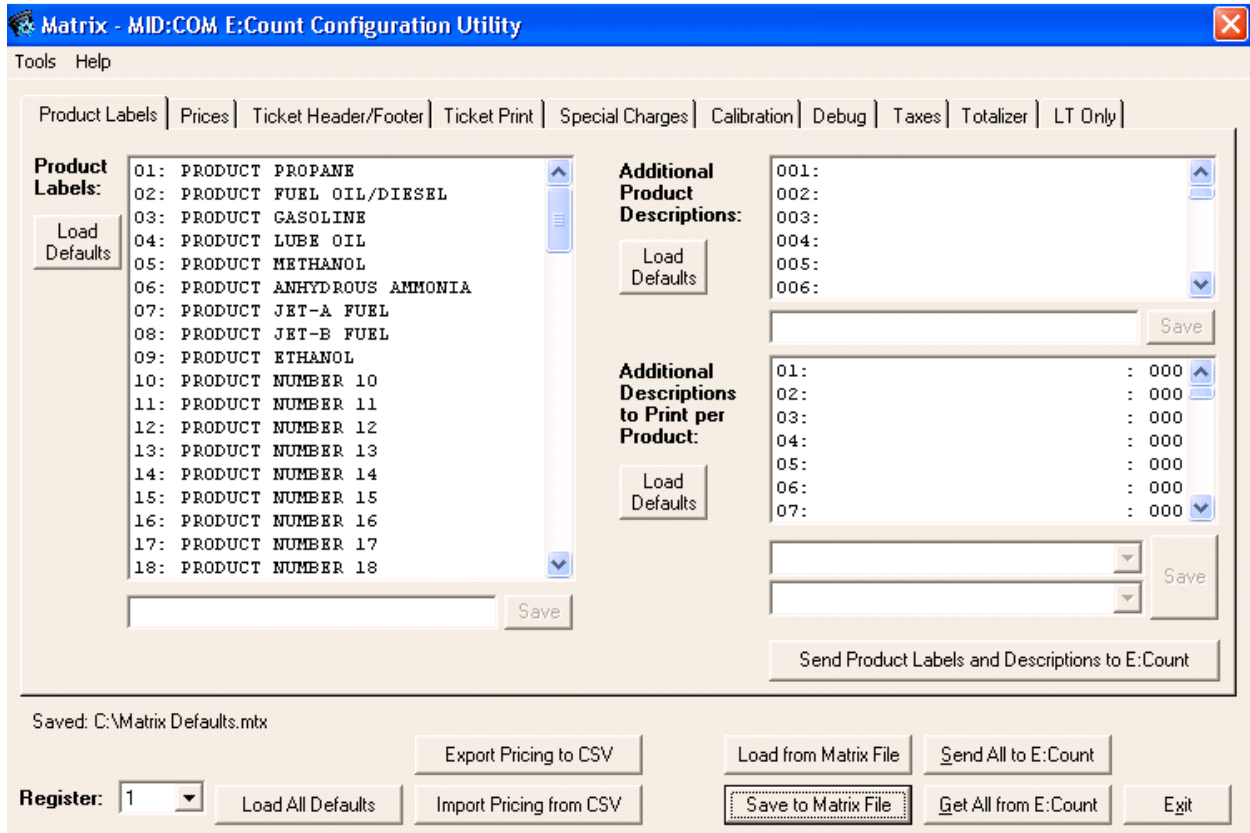 Matrix - MID:COM E:Count Configuration Utility
Tools Help
Product Labels Prices Ticket Header/Footer Ticket Print Special Charges Calibration Debug Taxes Totalizer LT Only
Product
Labels:
Load
Defaults
01: PRODUCT PROPANE
02: PRODUCT FUEL OIL/DIESEL
03: PRODUCT GASOLINE
04: PRODUCT LUBE OIL
05: PRODUCT METHANOL
06: PRODUCT ANHYDROUS AMMONIA
07: PRODUCT JET-A FUEL
08: PRODUCT JET-B FUEL
09: PRODUCT ETHANOL
10: PRODUCT NUMBER 10
11: PRODUCT NUMBER 11
12: PRODUCT NUMBER 12
13: PRODUCT NUMBER 13
14: PRODUCT NUMBER 14
15: PRODUCT NUMBER 15
16: PRODUCT NUMBER 16
17: PRODUCT NUMBER 17
18: PRODUCT NUMBER 18
Save
Additional
Product
Descriptions:
Load
Defaults
001:
002:
003:
004:
005:
006:
Save
Additional
Descriptions
to Print per
Product:
Load
Defaults
01: : 000
02: : 000
03: : 000
04: : 000
05: : 000
06: : 000
07: : 000
Save
Send Product Labels and Descriptions to E:Count
Saved: C:\Matrix Defaults.mtx
Export Pricing to CSV Load from Matrix File Send All to E:Count
Register: 1 Load All Defaults Import Pricing from CSV Save to Matrix File Get All from E:Count Exit